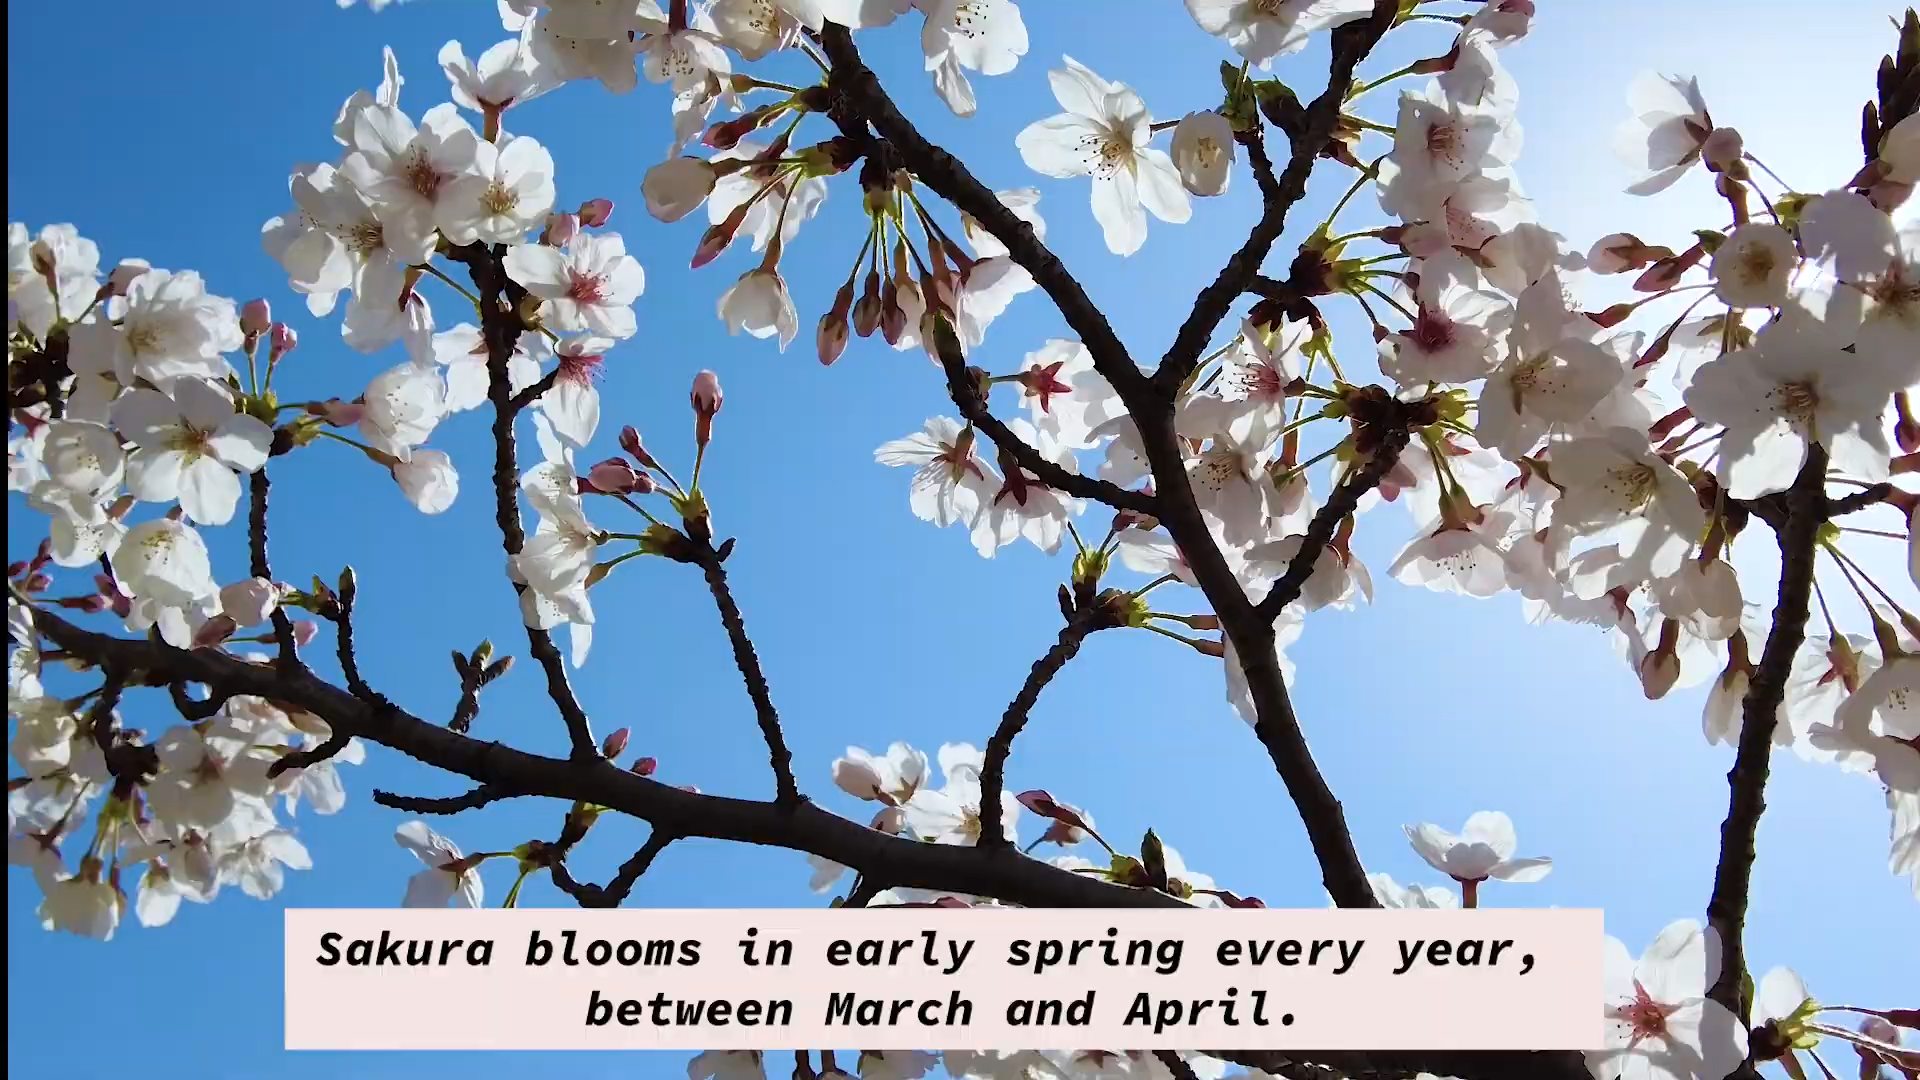 Sakura blooms in early spring every year,
between March and April.